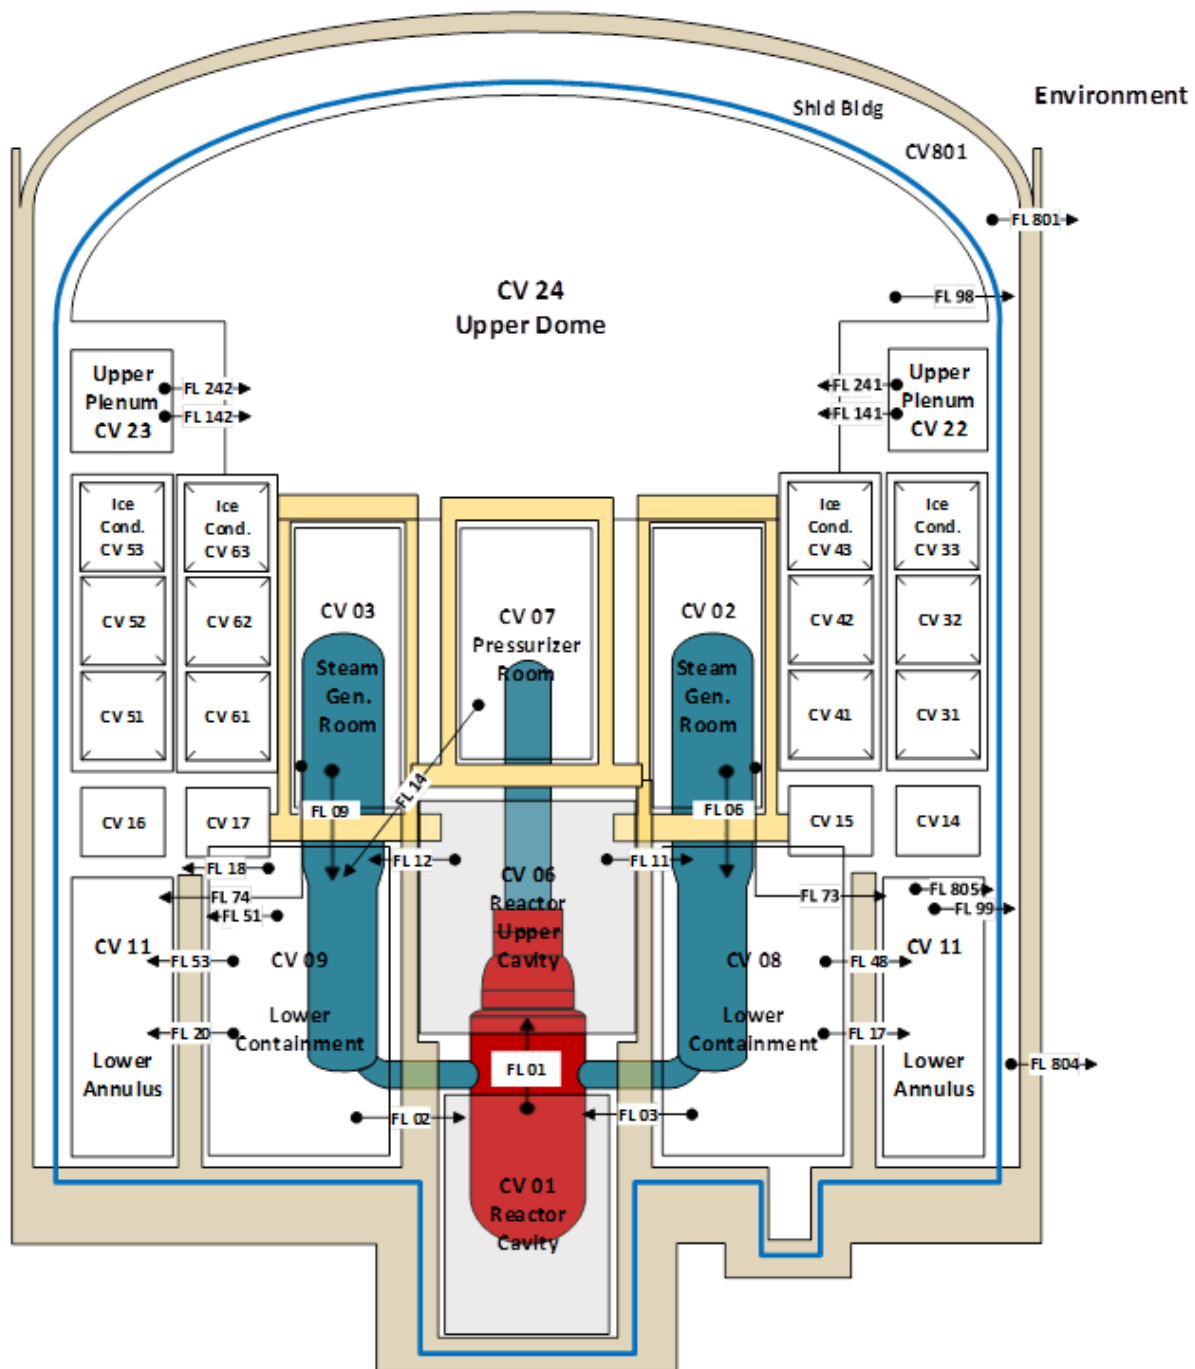 Environment
Shld Bldg
CV801
FL 801
CV 24
Upper Dome
FL 98
Upper
Plenum
CV 23
FL 242
FL 142
FL 241
FL 141
Upper
Plenum
CV 22
Ice
Cond.
CV 53
Ice
Cond.
CV 63
Ice
Cond.
CV 43
Ice
Cond.
CV 33
CV 52
CV 62
CV 42
CV 32
CV 51
CV 61
CV 41
CV 31
CV 03
Steam
Gen.
Room
CV 07
Pressurizer
Room
CV 02
Steam
Gen.
Room
FL 09
FL 14
FL 06
CV 16
CV 17
CV 15
CV 14
FL 18
FL 12
FL 11
FL 74
FL 51
FL 73
FL 805
FL 99
CV 06
Reactor
Upper
Cavity
CV 11
FL 53
CV 09
CV 08
FL 48
CV 11
FL 20
Lower
Containment
Lower
Containment
FL 17
Lower
Annulus
FL 01
Lower
Annulus
FL 804
FL 02
FL 03
CV 01
Reactor
Cavity